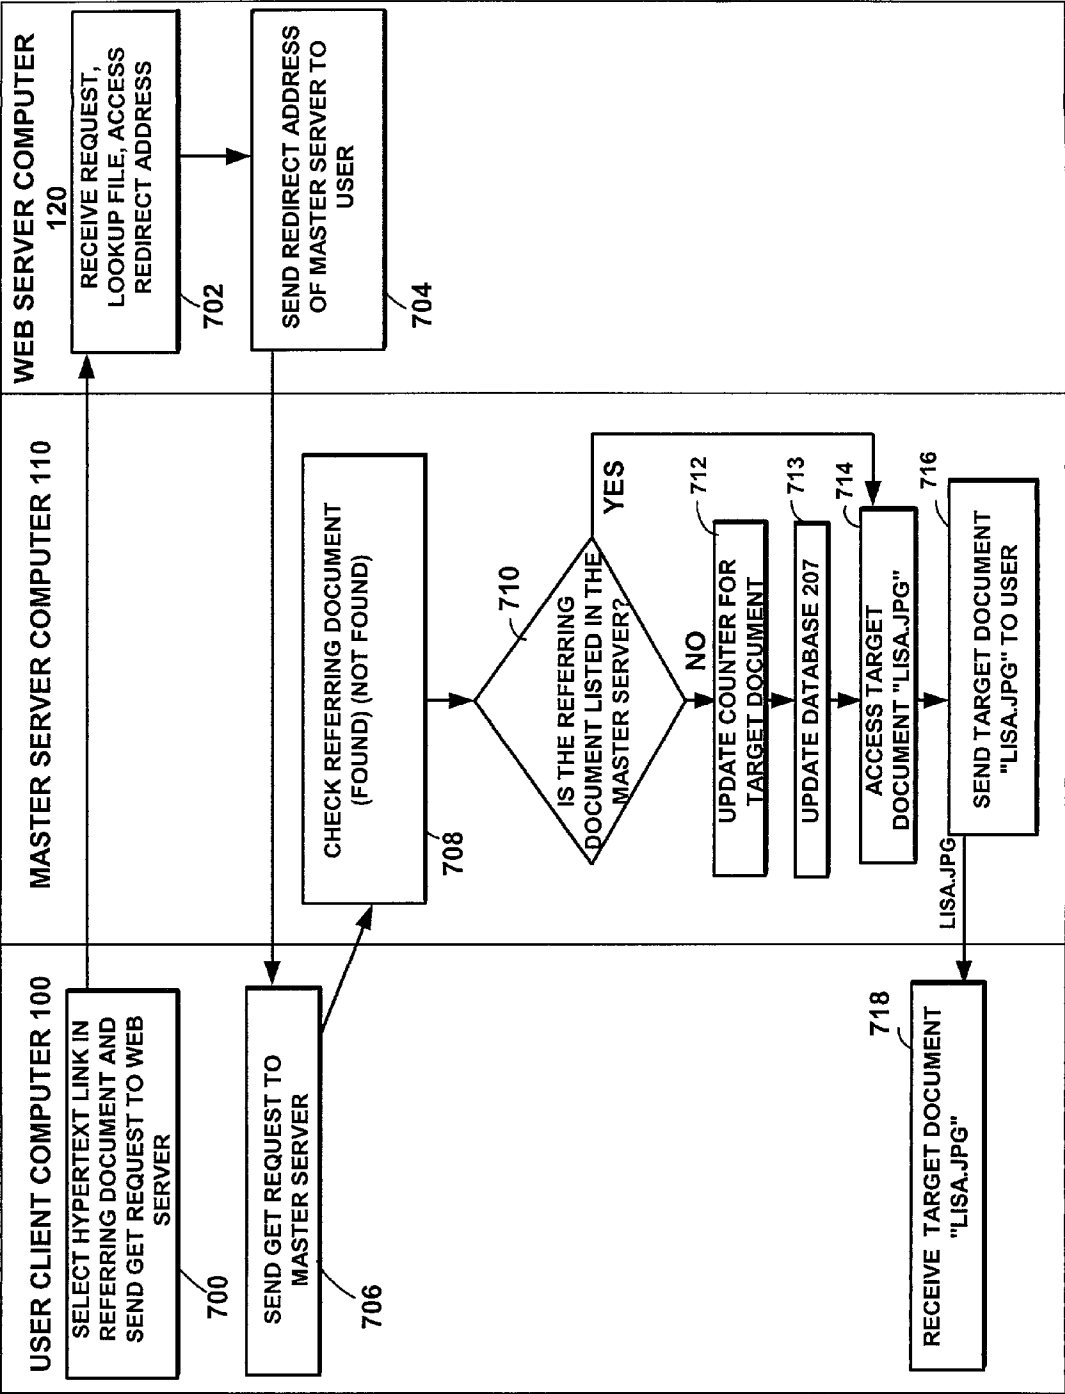 USER CLIENT COMPUTER 100
MASTER SERVER COMPUTER 110
WEB SERVER COMPUTER
120
SELECT HYPERTEXT LINK IN
REFERRING DOCUMENT AND
SEND GET REQUEST TO WEB
SERVER
700
RECEIVE REQUEST,
LOOKUP FILE, ACCESS
REDIRECT ADDRESS
702
SEND REDIRECT ADDRESS
OF MASTER SERVER TO
USER
704
SEND GET REQUEST TO
MASTER SERVER
706
CHECK REFERRING DOCUMENT
(FOUND) (NOT FOUND)
708
710
IS THE REFERRING
DOCUMENT LISTED IN THE
MASTER SERVER?
YES
NO
712
UPDATE COUNTER FOR
TARGET DOCUMENT
713
UPDATE DATABASE 207
714
ACCESS TARGET
DOCUMENT "LISA.JPG"
716
SEND TARGET DOCUMENT
"LISA.JPG" TO USER
LISA.JPG
718
RECEIVE TARGET DOCUMENT
"LISA.JPG"